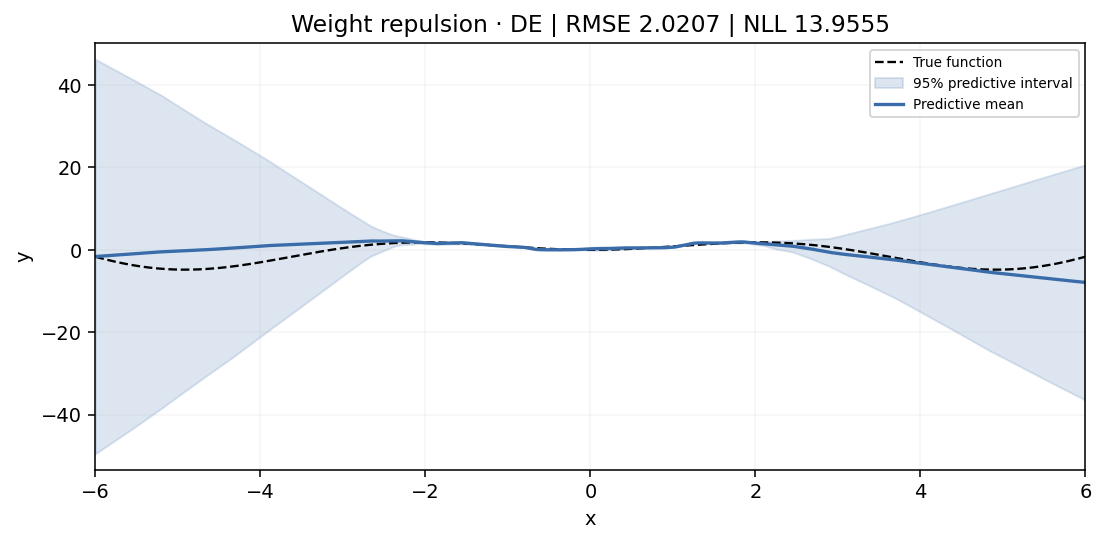 Weight repulsion · DE | RMSE 2.0207 | NLL 13.9555
True function
95% predictive interval
Predictive mean
40
20
0
−20
−40
y
−6
−4
−2
0
2
4
6
x